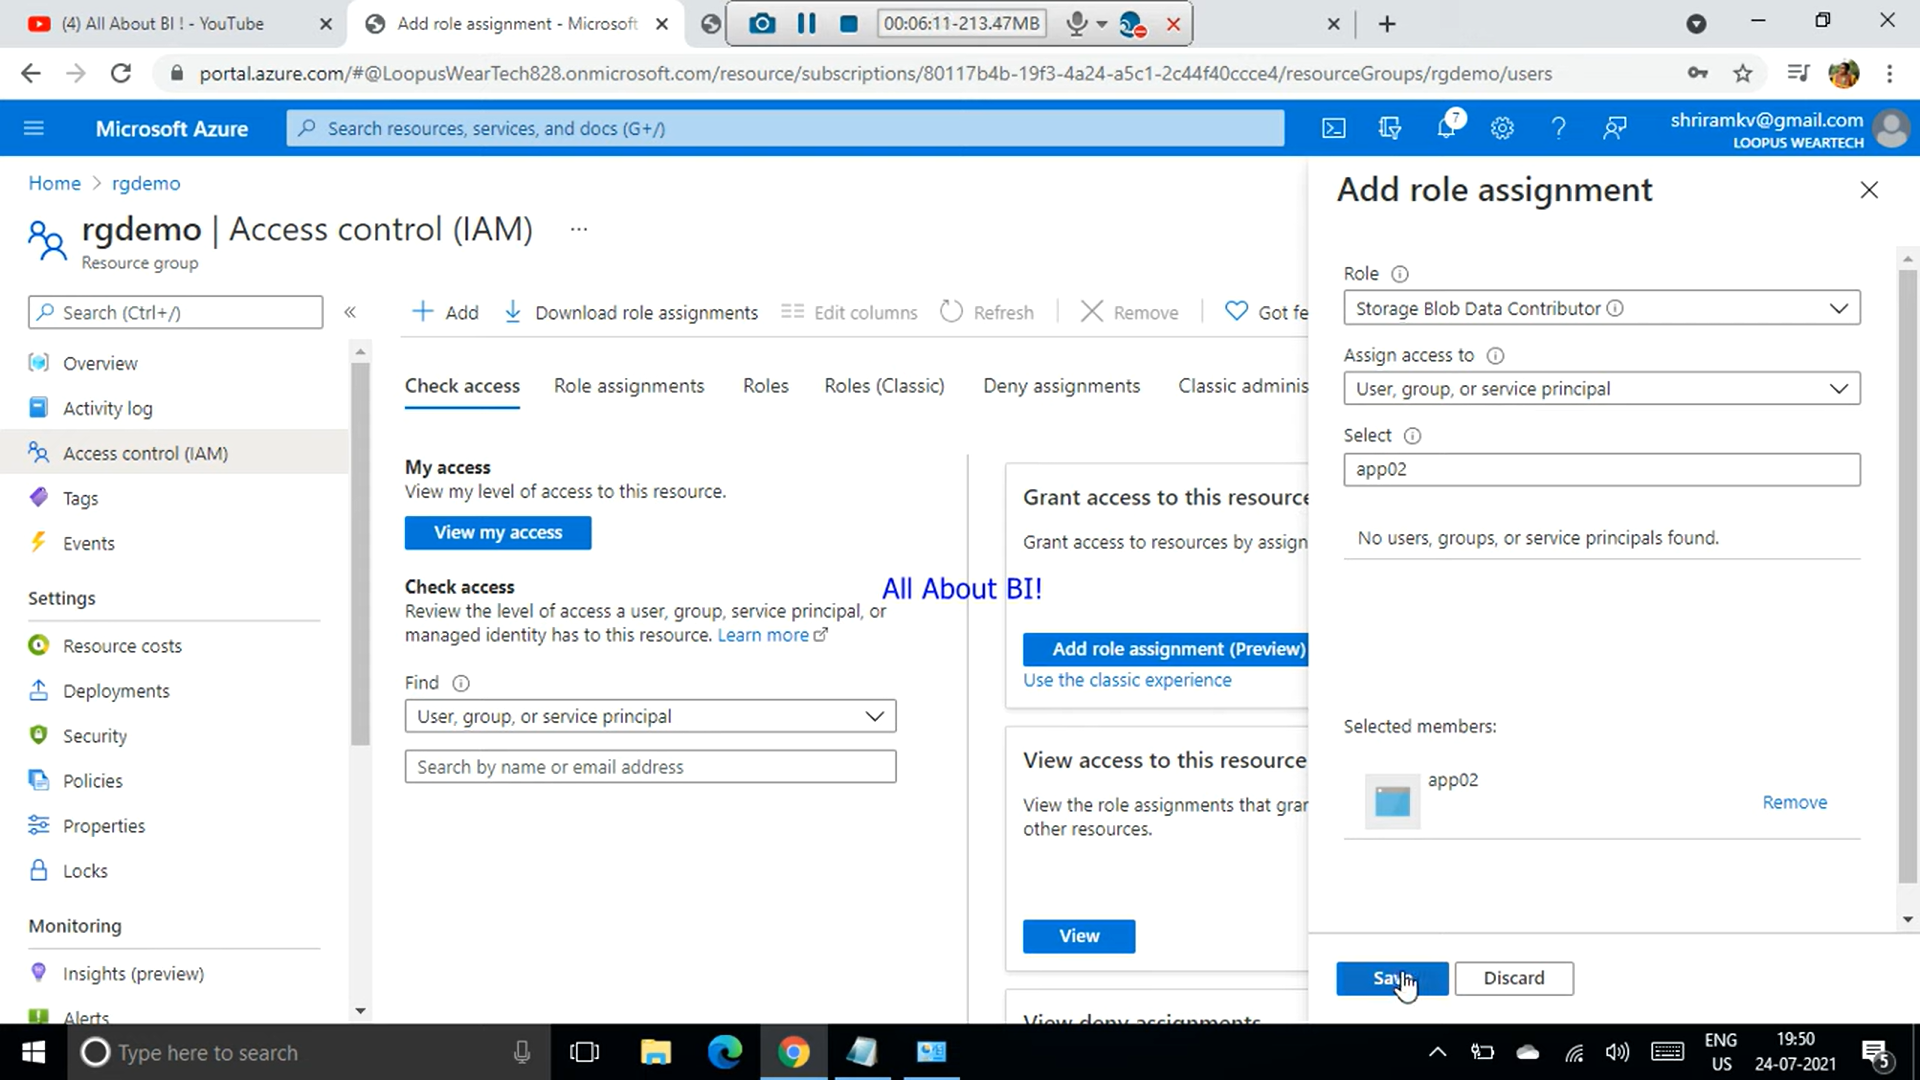 (4) All About BI ! - YouTube
Add role assignment - Microsoft
00:06:11-213.47MB
portal.azure.com/#@LoopusWearTech828.onmicrosoft.com/resource/subscriptions/80117b4b-19f3-4a24-a5c1-2c44f40ccce4/resourceGroups/rgdemo/users
Microsoft Azure
Search resources, services, and docs (G+/)
7
shriramkv@gmail.com
LOOPUS WEARTECH
Home > rgdemo
rgdemo | Access control (IAM) ...
Resource group
Search (Ctrl+/)
«
Overview
Activity log
Access control (IAM)
Tags
Events
Settings
Resource costs
Deployments
Security
Policies
Properties
Locks
Monitoring
Insights (preview)
Alerts
Add
Download role assignments
Edit columns
Refresh
Remove
Got fe
Check access
Role assignments
Roles
Roles (Classic)
Deny assignments
Classic adminis
My access
View my level of access to this resource.
View my access
Check access
Review the level of access a user, group, service principal, or
managed identity has to this resource. Learn more
Find
User, group, or service principal
Search by name or email address
All About BI!
Grant access to this resource
Grant access to resources by assign
Add role assignment (Preview)
Use the classic experience
View access to this resource
View the role assignments that gran
other resources.
View
View deny assignments
Add role assignment
Role
Storage Blob Data Contributor
Assign access to
User, group, or service principal
Select
app02
No users, groups, or service principals found.
Selected members:
app02
Remove
Save
Discard
Type here to search
ENG
US
19:50
24-07-2021
5